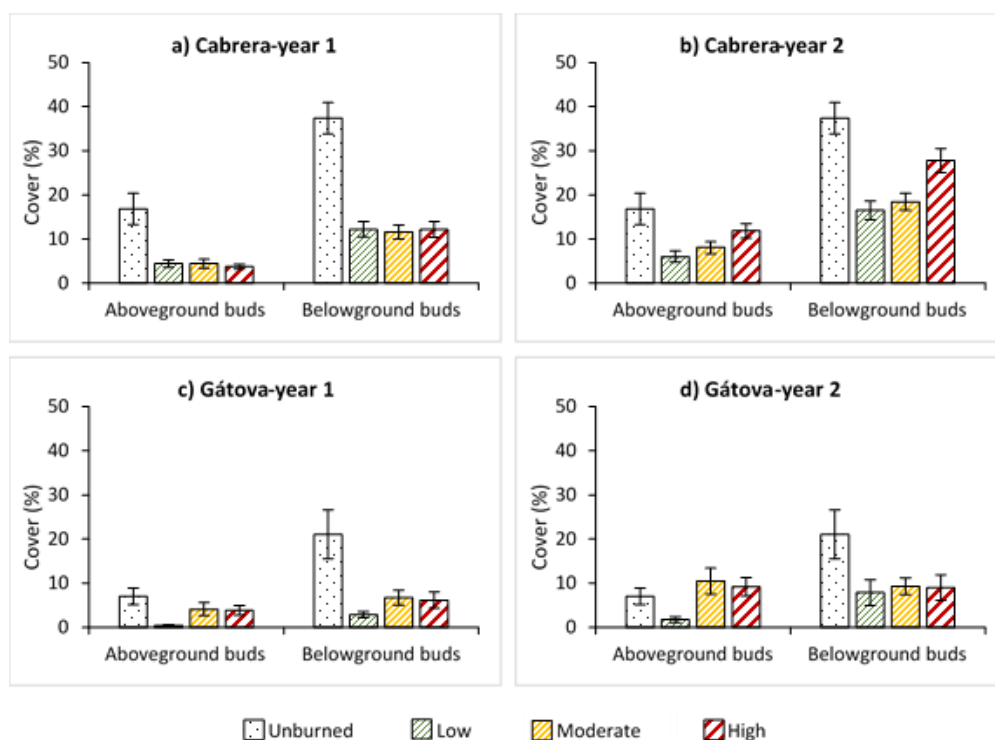 a) Cabrera-year 1
50
40
30
20
10
0
Cover (%)
Aboveground buds
Belowground buds
b) Cabrera-year 2
50
40
30
20
10
0
Cover (%)
Aboveground buds
Belowground buds
c) Gátova-year 1
50
40
30
20
10
0
Cover (%)
Aboveground buds
Belowground buds
d) Gátova-year 2
50
40
30
20
10
0
Cover (%)
Aboveground buds
Belowground buds
Unburned
Low
Moderate
High